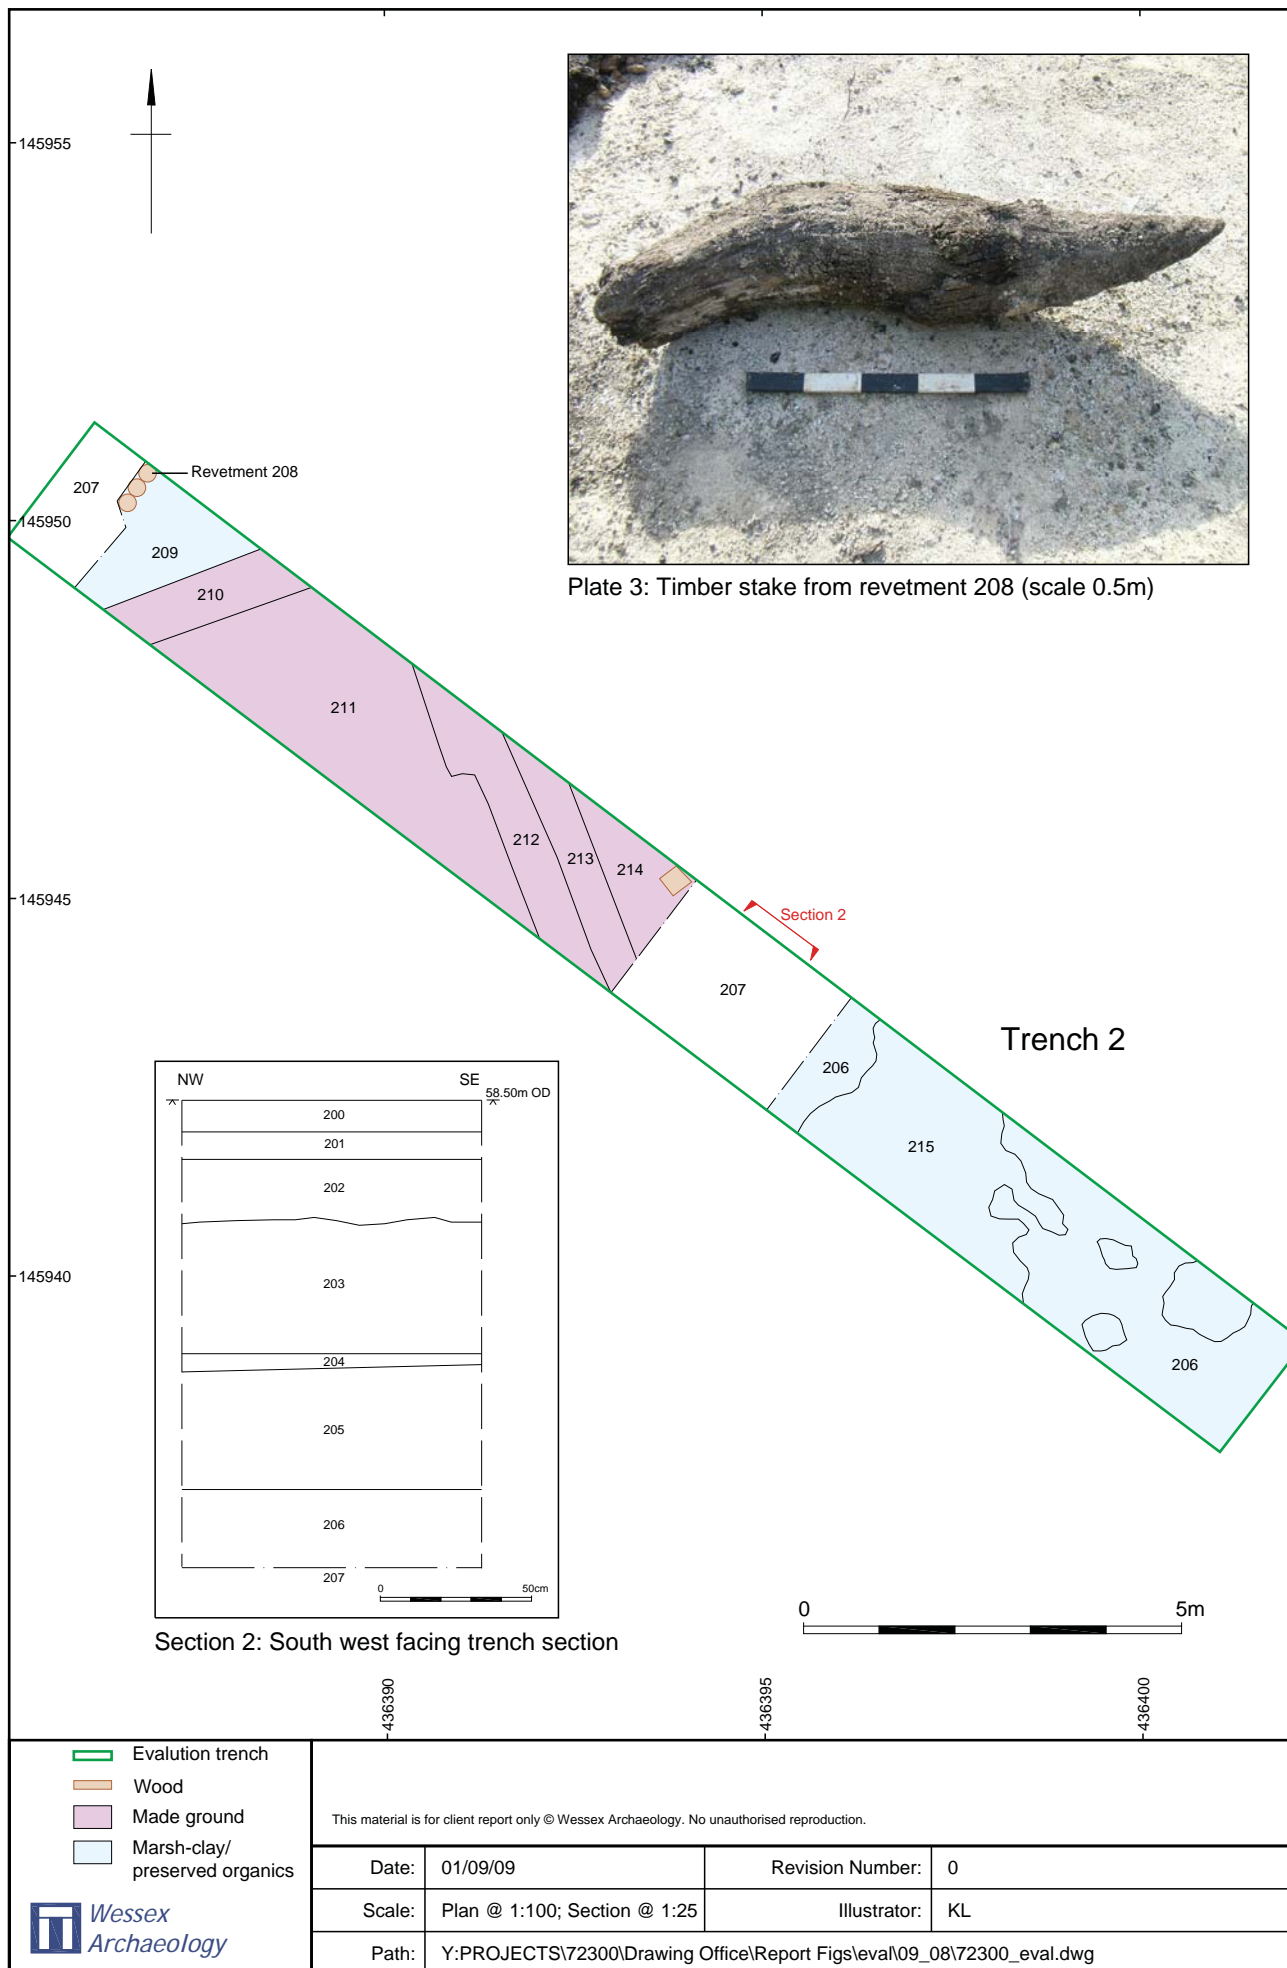 145955
Plate 3: Timber stake from revetment 208 (scale 0.5m)
Revetment 208
207
145950
209
210
211
212
213
214
145945
Section 2
207
Trench 2
206
215
145940
206
NW
SE
58.50m OD
200
201
202
203
204
205
206
207
0
50cm
Section 2: South west facing trench section
0
5m
436390
436395
436400
Evalution trench
Wood
Made ground
Marsh-clay/
preserved organics
Wessex
Archaeology
This material is for client report only © Wessex Archaeology. No unauthorised reproduction.
Date:
01/09/09
Revision Number:
0
Scale:
Plan @ 1:100; Section @ 1:25
Illustrator:
KL
Path:
Y:PROJECTS\72300\Drawing Office\Report Figs\eval\09_08\72300_eval.dwg